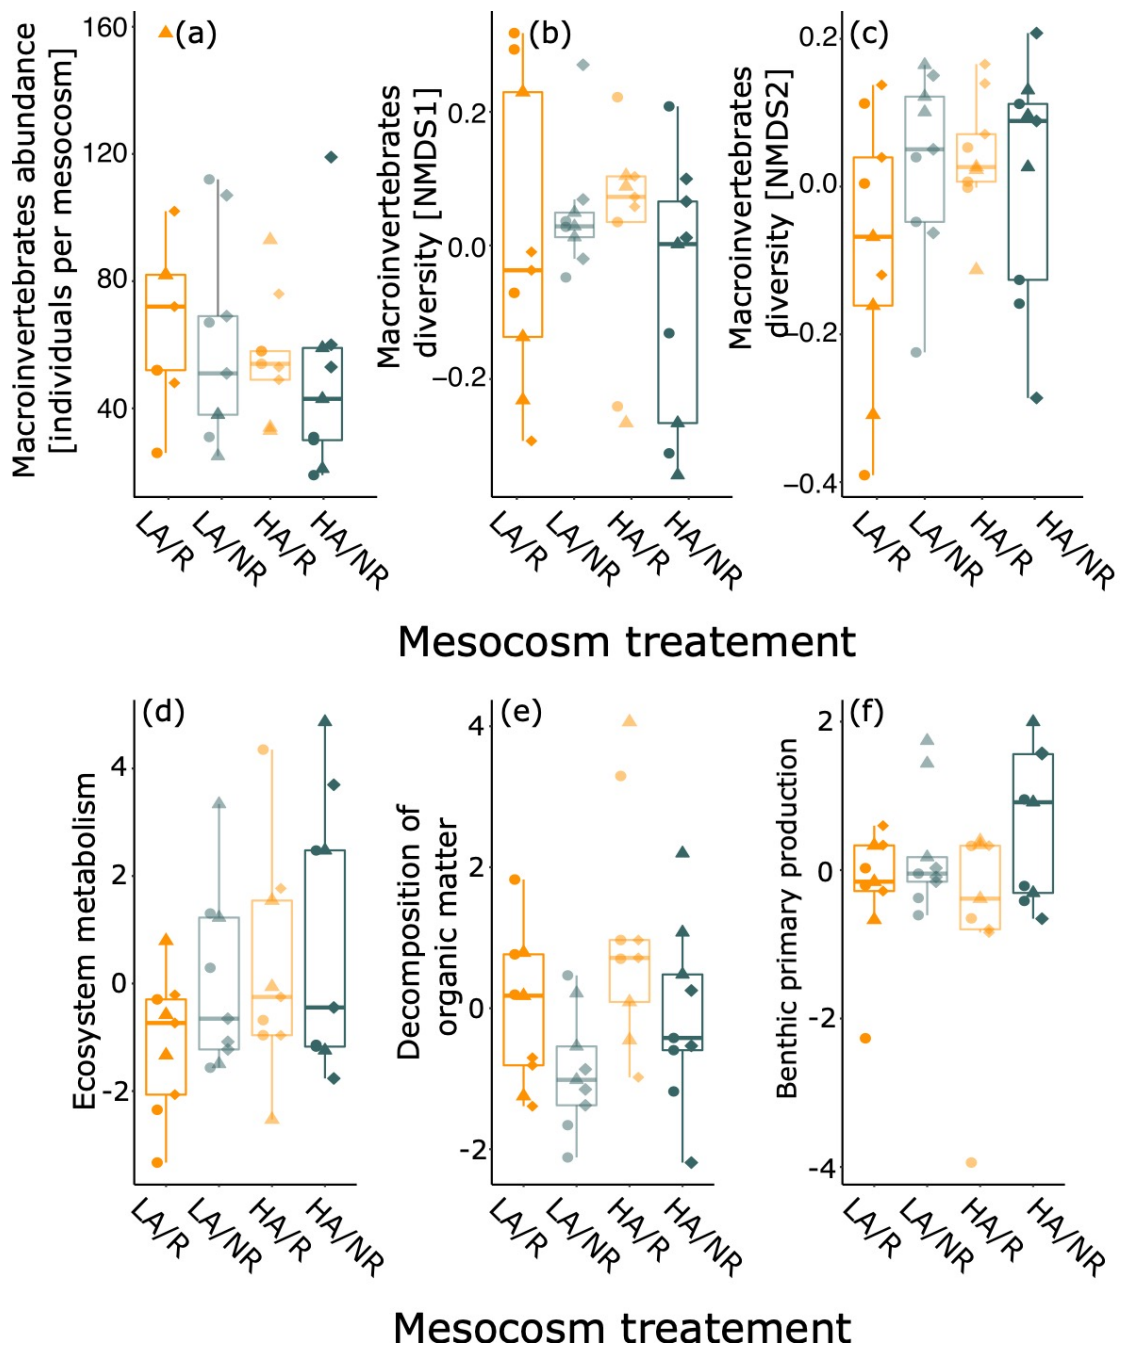 (a)
Macroinvertebrates abundance
[individuals per mesocosm]
160
120
80
40
LA/R
LA/NR
HA/R
HA/NR
(b)
Macroinvertebrates
diversity [NMDS1]
0.2
0.0
−0.2
LA/R
LA/NR
HA/R
HA/NR
(c)
Macroinvertebrates
diversity [NMDS2]
0.2
0.0
−0.2
−0.4
LA/R
LA/NR
HA/R
HA/NR
Mesocosm treatement
(d)
Ecosystem metabolism
4
2
0
-2
LA/R
LA/NR
HA/R
HA/NR
(e)
Decomposition of
organic matter
4
2
0
-2
LA/R
LA/NR
HA/R
HA/NR
(f)
Benthic primary production
2
0
-2
-4
LA/R
LA/NR
HA/R
HA/NR
Mesocosm treatement